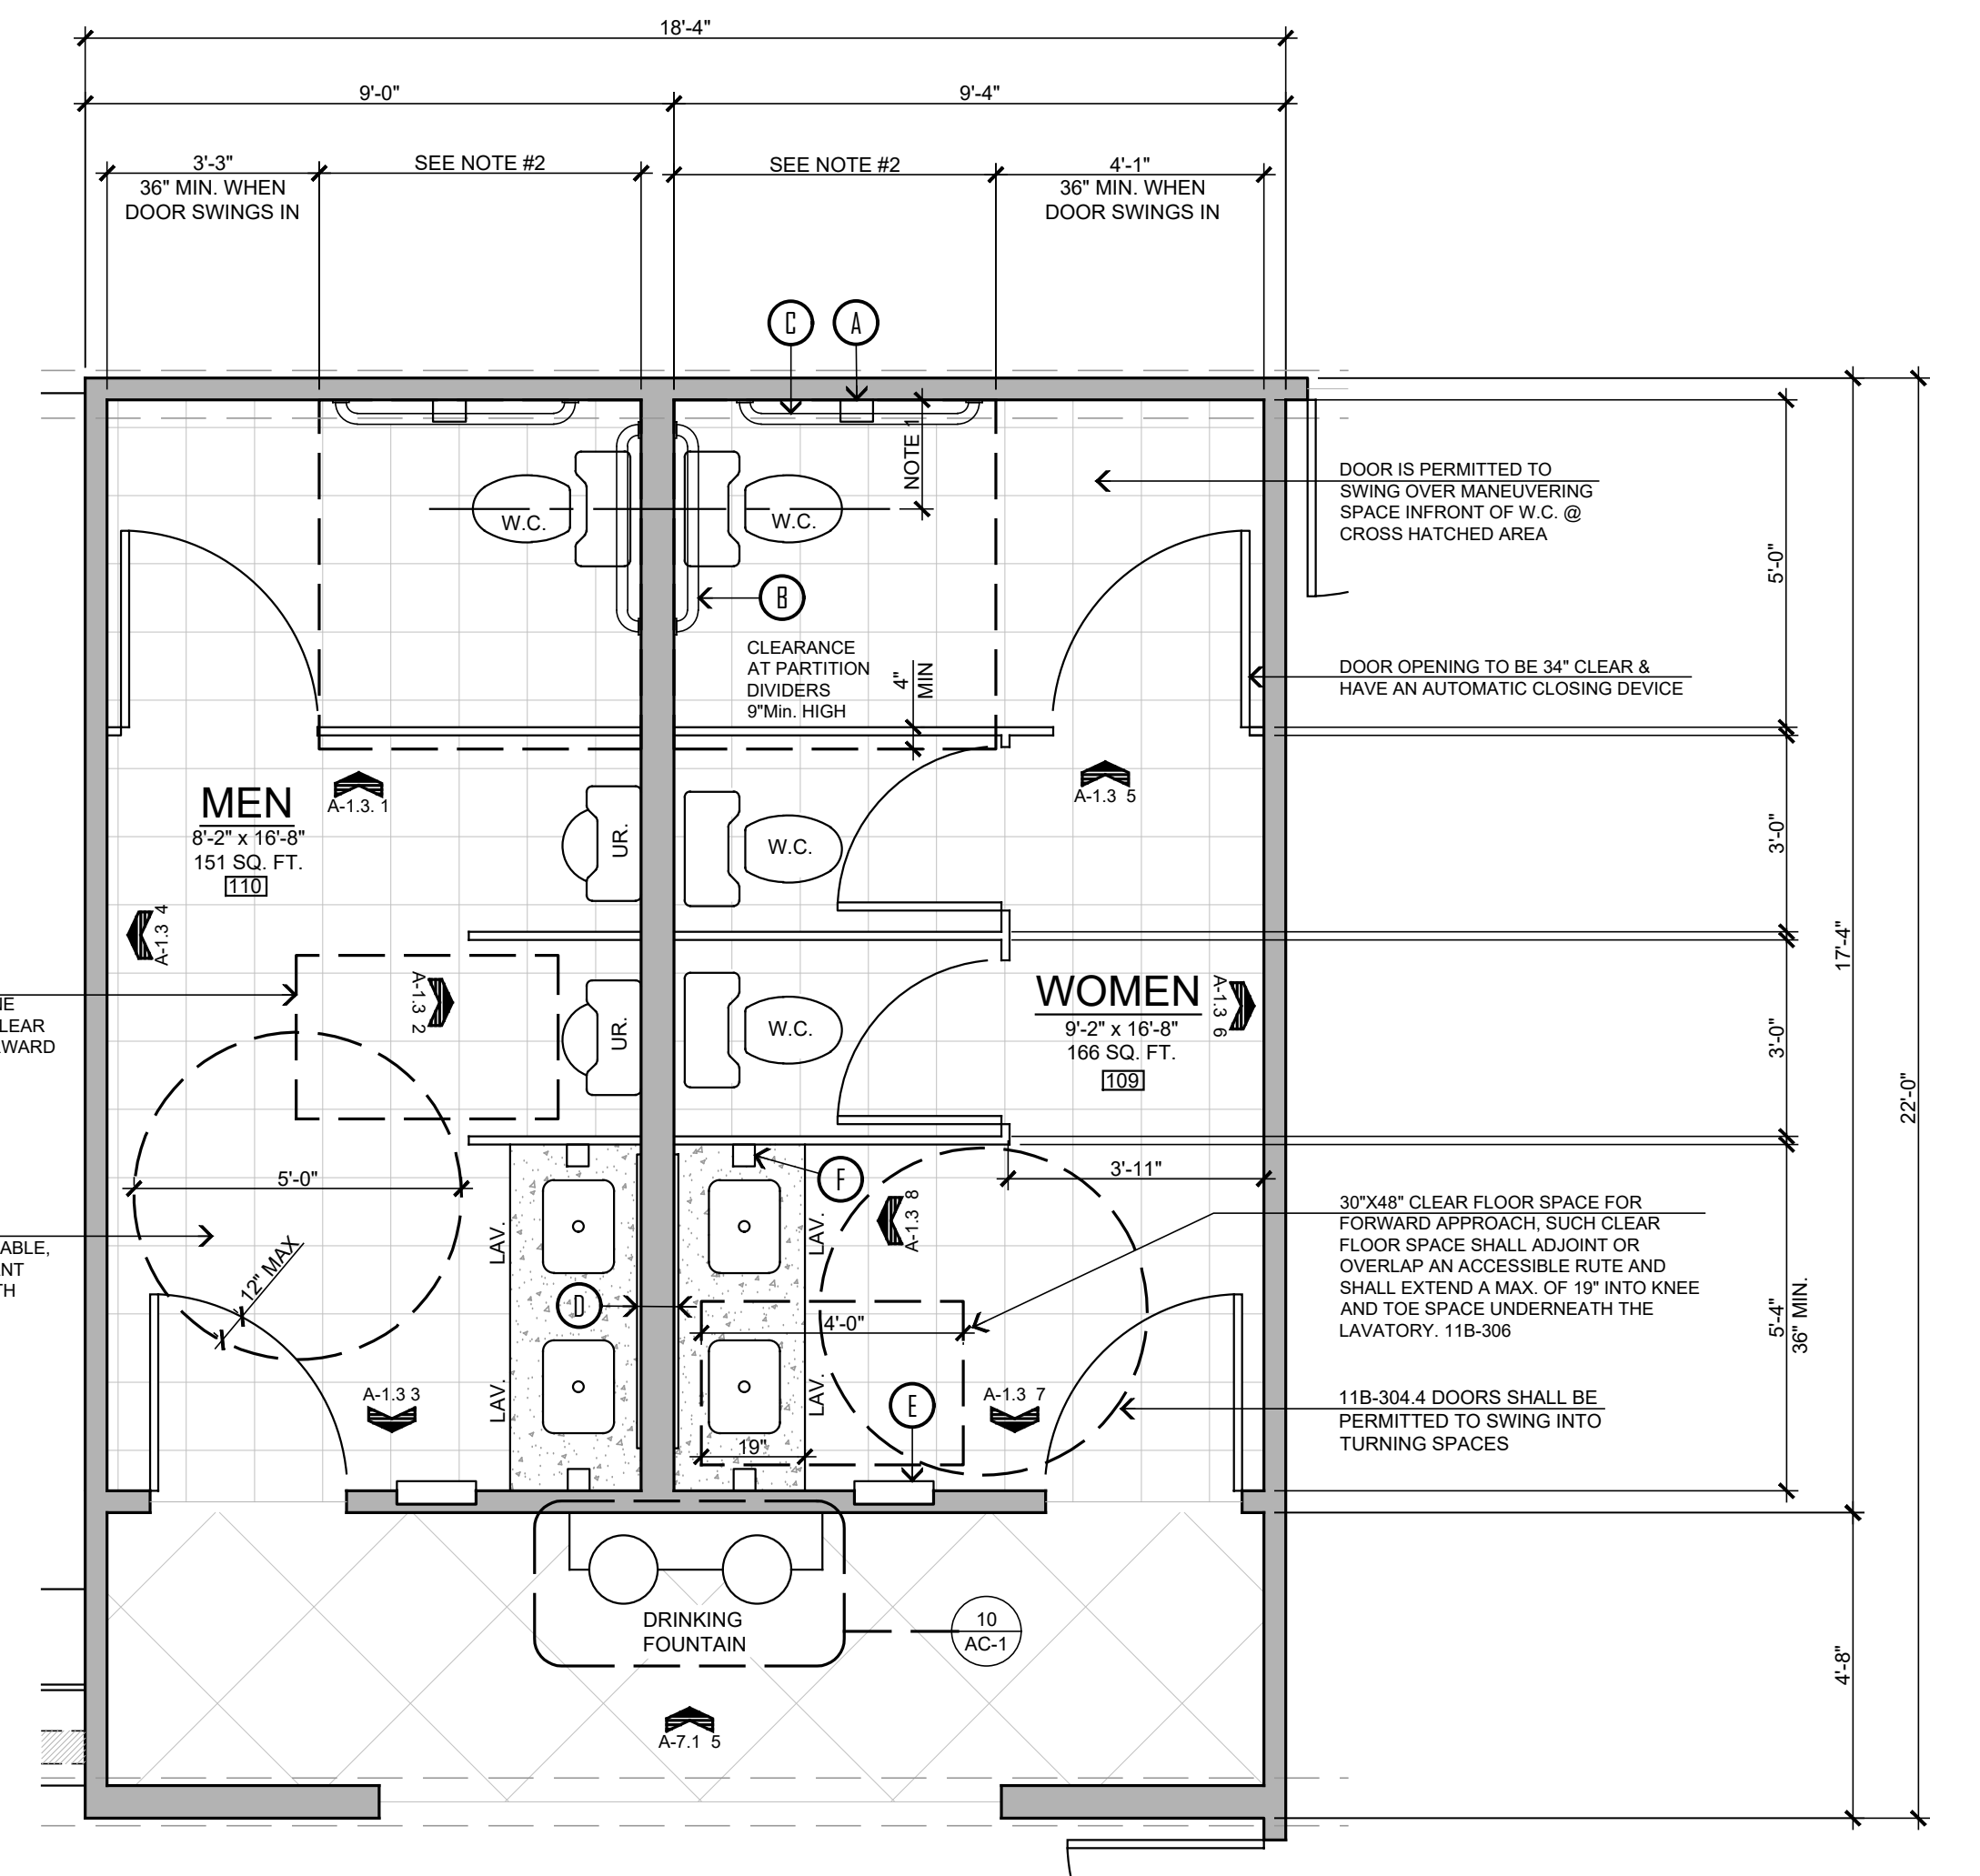 18'-4"
9'-0"
9'-4"
3'-3"
36" MIN. WHEN
DOOR SWINGS IN
SEE NOTE #2
SEE NOTE #2
4'-1"
36" MIN. WHEN
DOOR SWINGS IN
C
A
NOTE 1
W.C.
W.C.
B
CLEARANCE
AT PARTITION
DIVIDERS
9"Min. HIGH
4"
MIN
DOOR IS PERMITTED TO
SWING OVER MANEUVERING
SPACE INFRONT OF W.C. @
CROSS HATCHED AREA
5'-0"
DOOR OPENING TO BE 34" CLEAR &
HAVE AN AUTOMATIC CLOSING DEVICE
MEN
8'-2" x 16'-8"
151 SQ. FT.
110
A-1.3. 1
UR.
W.C.
A-1.3 5
3'-0"
A-1.3 4
A-1.3 2
UR.
W.C.
WOMEN
9'-2" x 16'-8"
166 SQ. FT.
109
A-1.3 6
3'-0"
17'-4"
22'-0"
NE
LEAR
WARD
5'-0"
12" MAX
ABLE,
ANT
TH
LAV.
LAV.
F
A-1.3 8
3'-11"
30"X48" CLEAR FLOOR SPACE FOR
FORWARD APPROACH, SUCH CLEAR
FLOOR SPACE SHALL ADJOINT OR
OVERLAP AN ACCESSIBLE RUTE AND
SHALL EXTEND A MAX. OF 19" INTO KNEE
AND TOE SPACE UNDERNEATH THE
LAVATORY. 11B-306
5'-4"
36" MIN.
D
4'-0"
A-1.3 3
LAV.
LAV.
19"
E
A-1.3 7
11B-304.4 DOORS SHALL BE
PERMITTED TO SWING INTO
TURNING SPACES
DRINKING
FOUNTAIN
10
AC-1
4'-8"
A-7.1 5